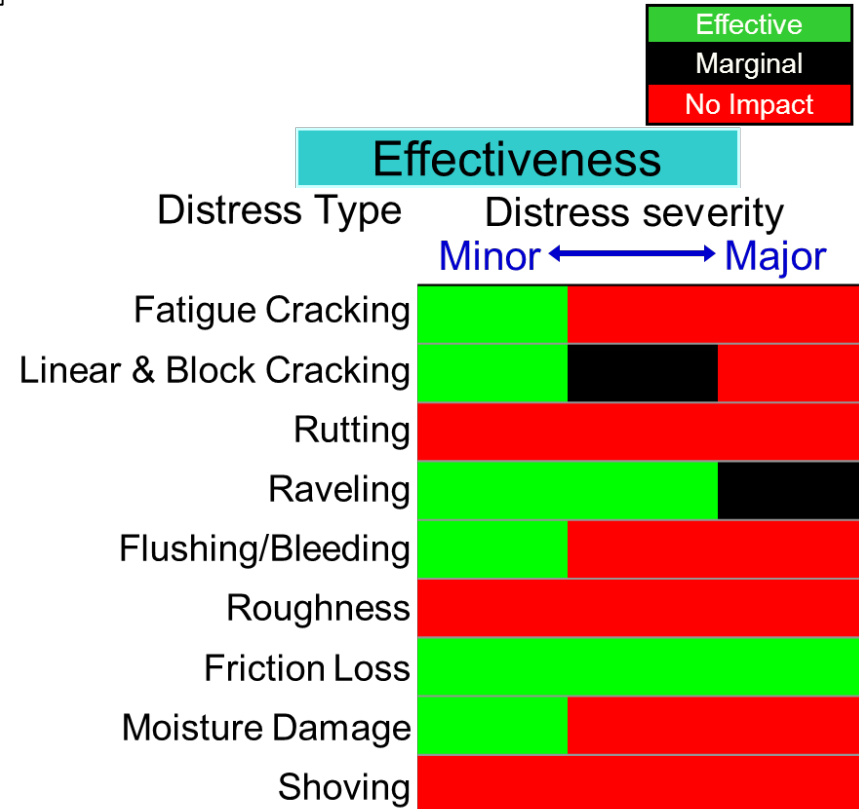 Effective
Marginal
No Impact
Effectiveness
Distress Type Distress severity
Minor Major
Fatigue Cracking
Linear & Block Cracking
Rutting
Raveling
Flushing/Bleeding
Roughness
Friction Loss
Moisture Damage
Shoving